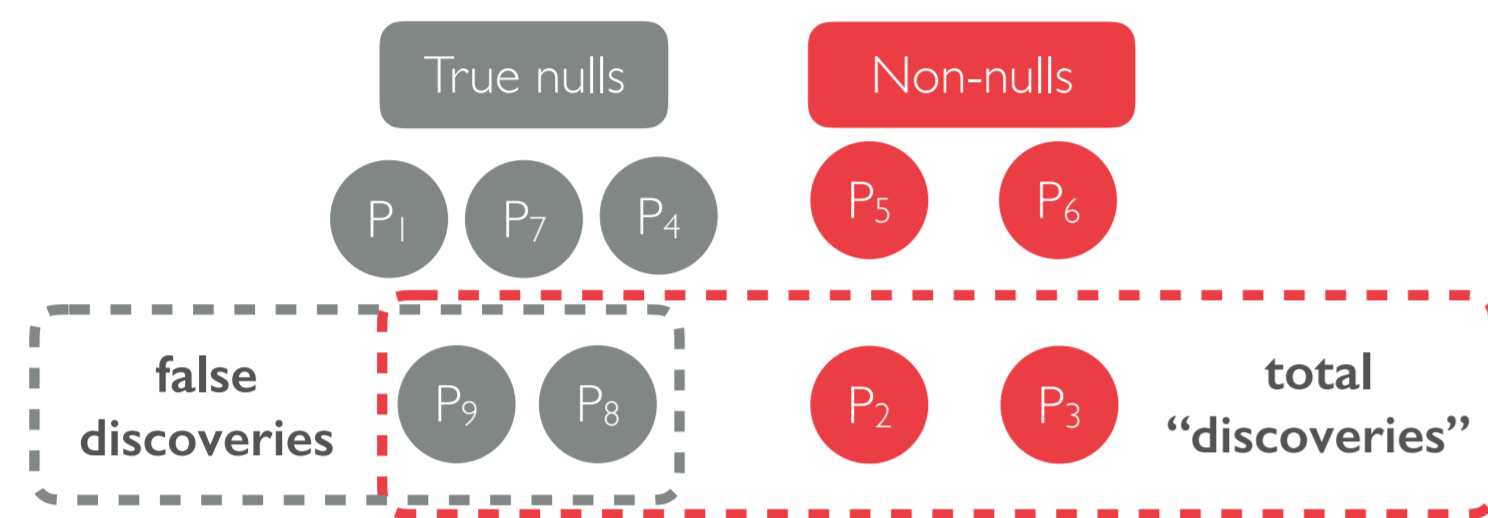 True nulls
Non-nulls
P₁
P₇
P₄
P₅
P₆
false
discoveries
P₉
P₈
P₂
P₃
total
“discoveries”